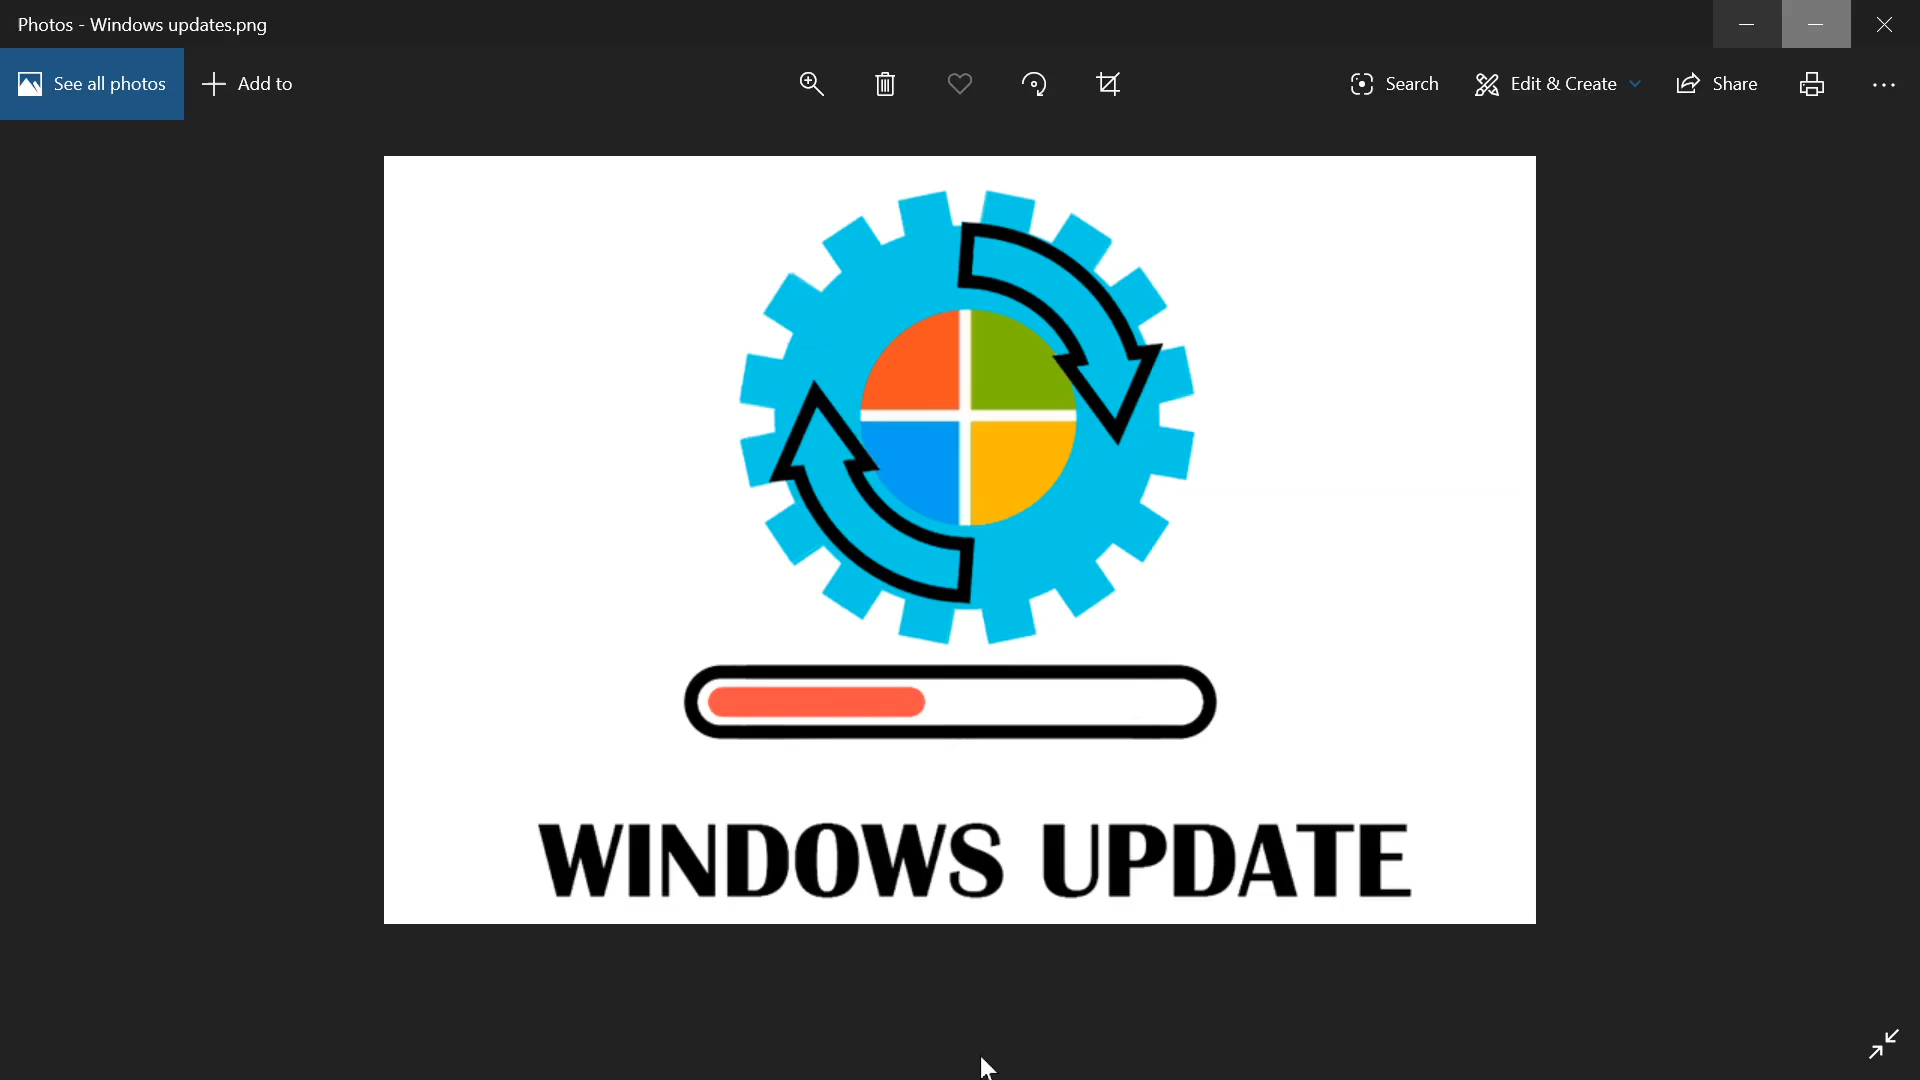 Photos - Windows updates.png
See all photos
Add to
Search
Edit & Create
Share
WINDOWS UPDATE